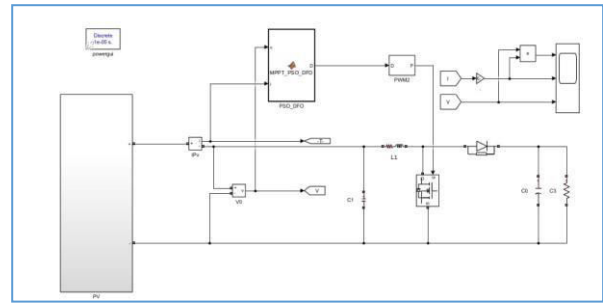 Discrete
powergui
MPPT_PSO_DFO
D
PSO_DFO
D
P
PWM2
I
V
iPv
L1
V
V0
C1
C0
C3
PV